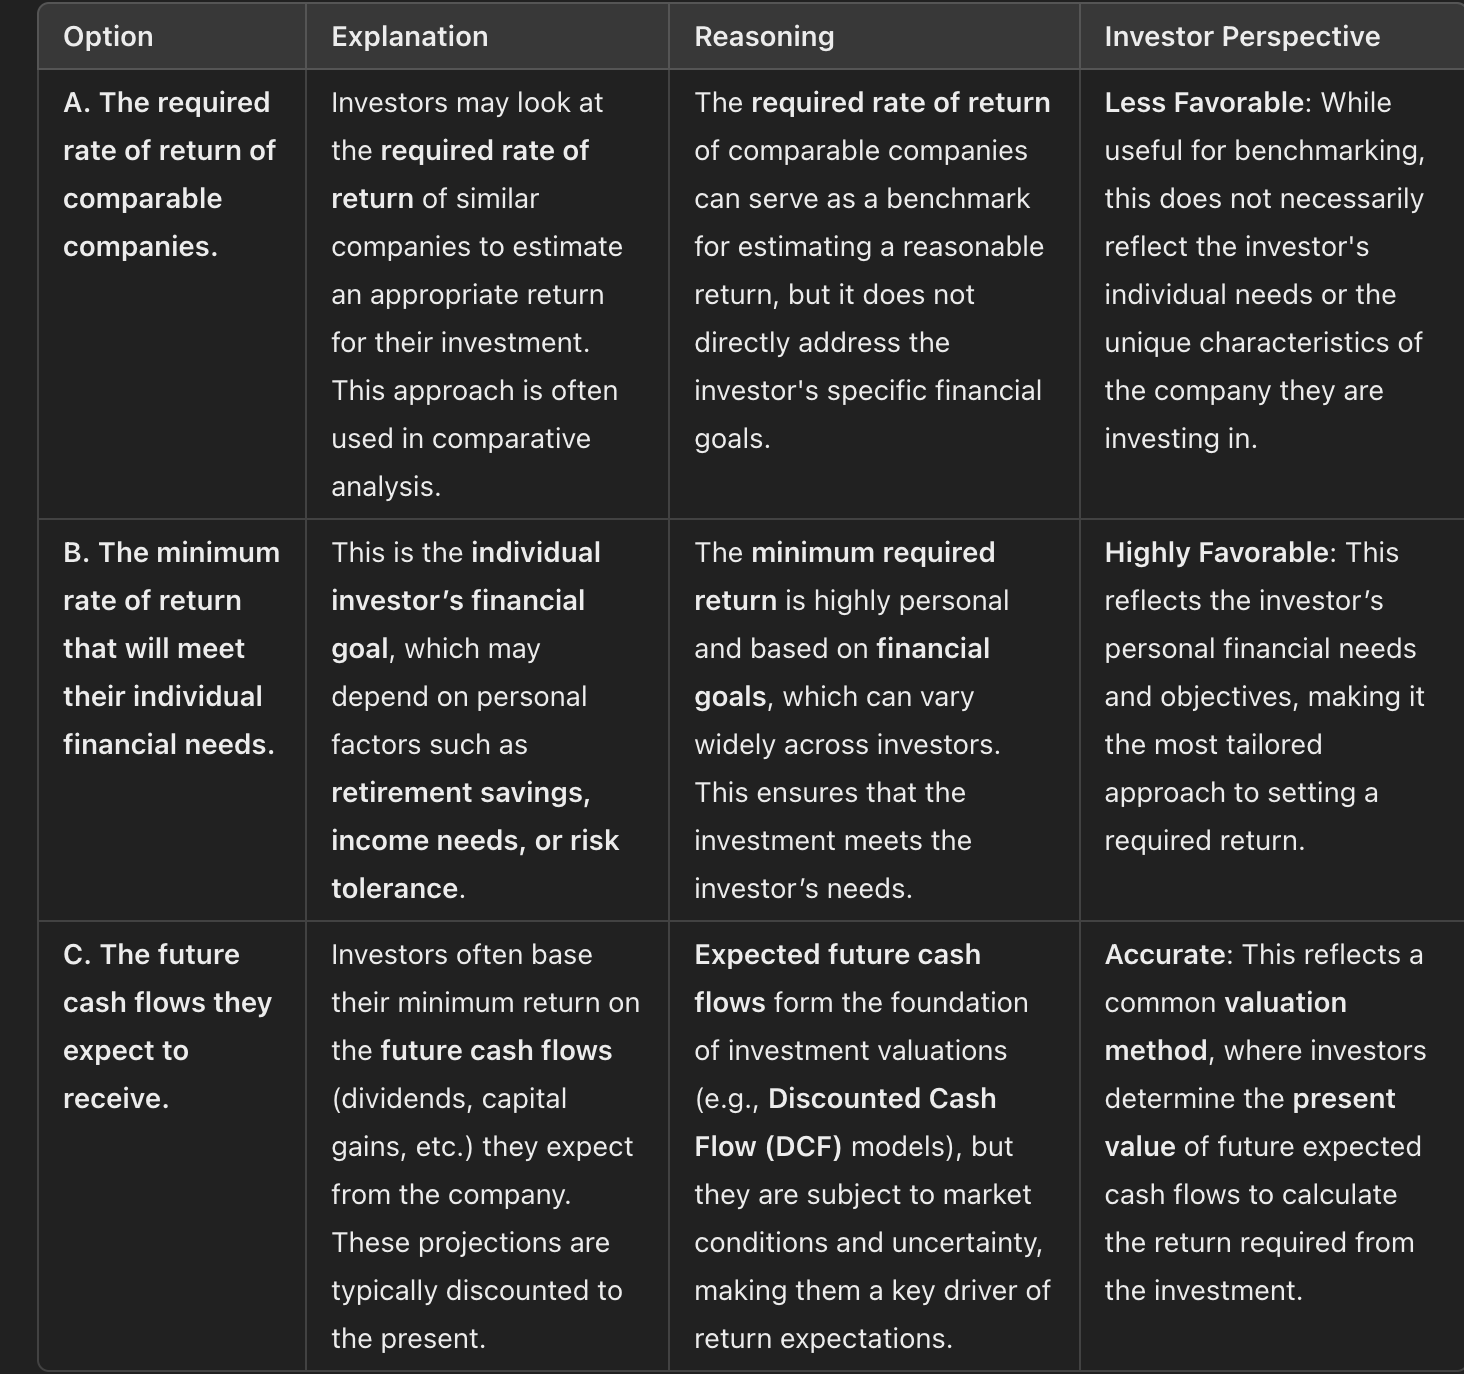 Option
Explanation
Reasoning
Investor Perspective
A. The required
rate of return of
comparable
companies.
Investors may look at
the required rate of
return of similar
companies to estimate
an appropriate return
for their investment.
This approach is often
used in comparative
analysis.
The required rate of return
of comparable companies
can serve as a benchmark
for estimating a reasonable
return, but it does not
directly address the
investor's specific financial
goals.
Less Favorable: While
useful for benchmarking,
this does not necessarily
reflect the investor's
individual needs or the
unique characteristics of
the company they are
investing in.
B. The minimum
rate of return
that will meet
their individual
financial needs.
This is the individual
investor’s financial
goal, which may
depend on personal
factors such as
retirement savings,
income needs, or risk
tolerance.
The minimum required
return is highly personal
and based on financial
goals, which can vary
widely across investors.
This ensures that the
investment meets the
investor’s needs.
Highly Favorable: This
reflects the investor’s
personal financial needs
and objectives, making it
the most tailored
approach to setting a
required return.
C. The future
cash flows they
expect to
receive.
Investors often base
their minimum return on
the future cash flows
(dividends, capital
gains, etc.) they expect
from the company.
These projections are
typically discounted to
the present.
Expected future cash
flows form the foundation
of investment valuations
(e.g., Discounted Cash
Flow (DCF) models), but
they are subject to market
conditions and uncertainty,
making them a key driver of
return expectations.
Accurate: This reflects a
common valuation
method, where investors
determine the present
value of future expected
cash flows to calculate
the return required from
the investment.